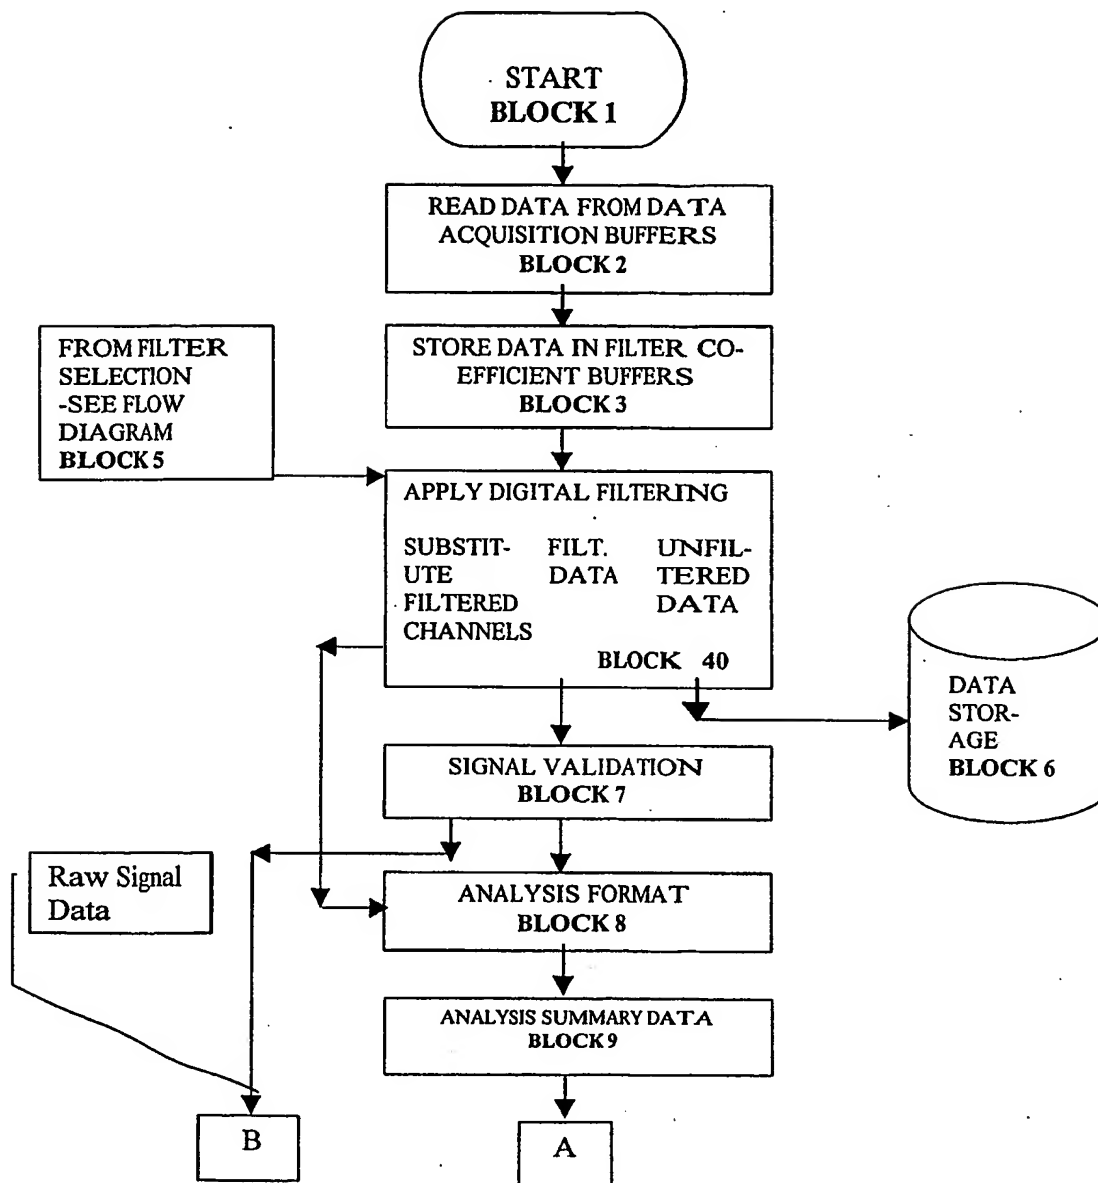 START
BLOCK 1
READ DATA FROM DATA
ACQUISITION BUFFERS
BLOCK 2
STORE DATA IN FILTER CO-
EFFICIENT BUFFERS
BLOCK 3
FROM FILTER
SELECTION
-SEE FLOW
DIAGRAM
BLOCK 5
APPLY DIGITAL FILTERING
SUBSTIT-
UTE
FILTERED
CHANNELS
FILT.
DATA
UNFIL-
TERED
DATA
BLOCK 40
DATA
STOR-
AGE
BLOCK 6
SIGNAL VALIDATION
BLOCK 7
Raw Signal
Data
ANALYSIS FORMAT
BLOCK 8
ANALYSIS SUMMARY DATA
BLOCK 9
B
A